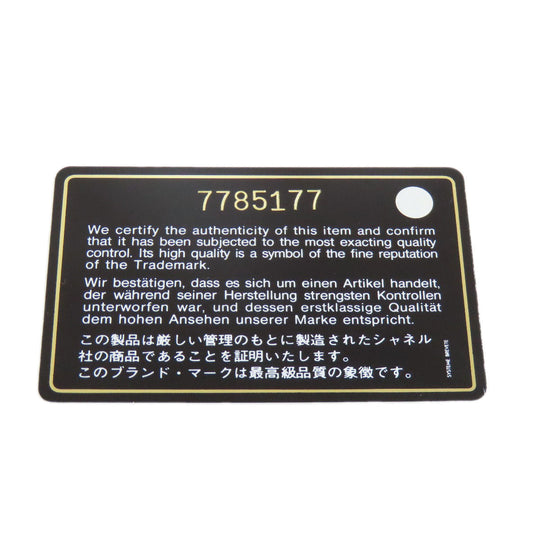 7785177
We certify the authenticity of this item and confirm
that it has been subjected to the most exacting quality
control. Its high quality is a symbol of the fine reputation
of the Trademark.
Wir bestätigen, dass es sich um einen Artikel handelt,
der während seiner Herstellung strengsten Kontrollen
unterworfen war, und dessen erstklassige Qualität
dem hohen Ansehen unserer Marke entspricht.
この製品は厳しい管理のもとに製造されたシャネル
社の商品であることを証明いたします。
このブランド・マークは最高級品質の象徴です。
SYSTEME BREVETE